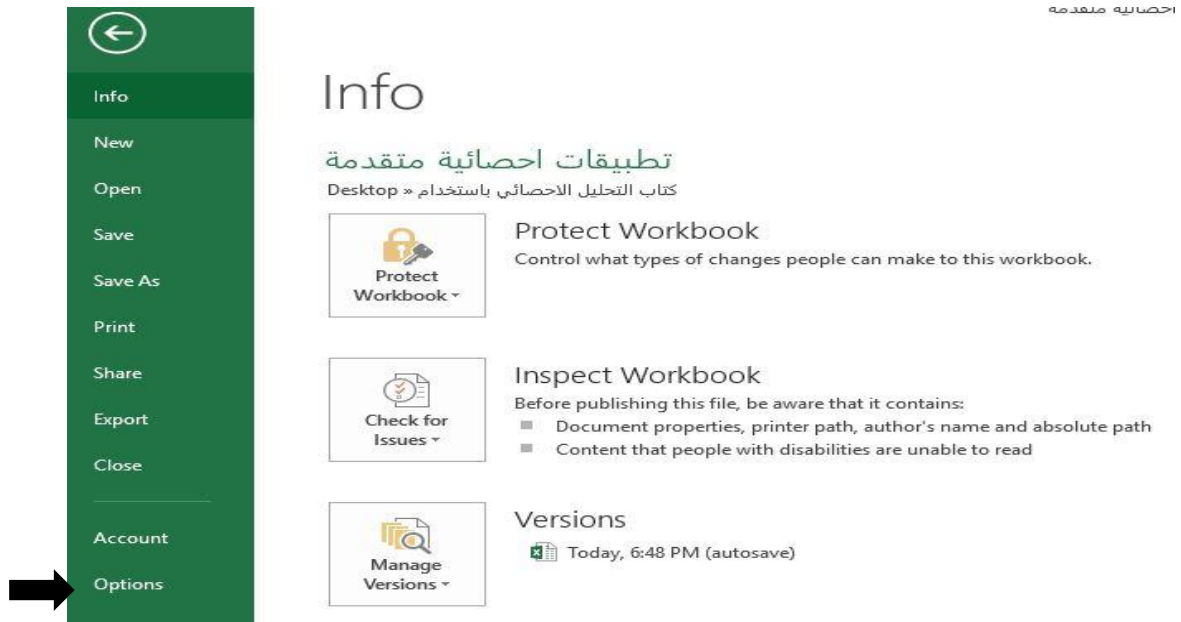 احصائية متقدمة
Info
New
Open
Save
Save As
Print
Share
Export
Close
Account
Options
Info
تطبيقات احصائية متقدمة
Desktop » كتاب التحليل الاحصائي باستخدام
Protect
Workbook
Protect Workbook
Control what types of changes people can make to this workbook.
Check for
Issues
Inspect Workbook
Before publishing this file, be aware that it contains:
Document properties, printer path, author's name and absolute path
Content that people with disabilities are unable to read
Manage
Versions
Versions
Today, 6:48 PM (autosave)